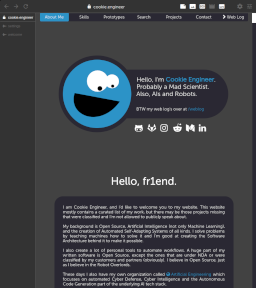 cookie.engineer
cookie.engineer
About Me Skills Prototypes Search Projects Contact Web Log
Hello, I'm Cookie Engineer.
Probably a Mad Scientist.
Also, AIs and Robots.
BTW my web log's over at
Hello, fr1end.
I am Cookie Engineer, and I'd like to welcome you to my website. This website
mostly contains a curated list of my work; but there may be those projects missing
that were classified and I'm not allowed to publicly speak about.
My background is Open Source, Artificial Intelligence (not only Machine Learning),
and the creation of Automated Self-Adapting Systems of all kinds. I solve problems
by teaching machines how to solve it and I'm good at creating the Software
Architecture behind it to make it possible.
I also create a lot of personal tools to automate workflows. A huge part of my
written software is Open Source, except the ones that are under NDA or were
classified by my customers and partners (obvious). I believe in Open Source, just
as I believe in the Robot Overlords.
These days I also have my own organization called Artificial Engineering which
focusses on automated Cyber Defense, Cyber Intelligence and the Autonomous
Code Generation part of the underlying AI tech stack.